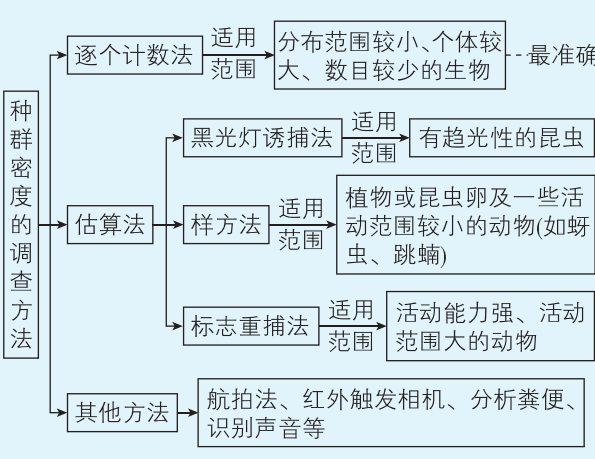 种群密度的调查方法
逐个计数法
适用
范围
分布范围较小、个体较
大、数目较少的生物
最准确
估算法
黑光灯诱捕法
适用
范围
有趋光性的昆虫
样方法
适用
范围
植物或昆虫卵及一些活
动范围较小的动物(如蚜
虫、跳蝻)
标志重捕法
适用
范围
活动能力强、活动
范围大的动物
其他方法
航拍法、红外触发相机、分析粪便、
识别声音等